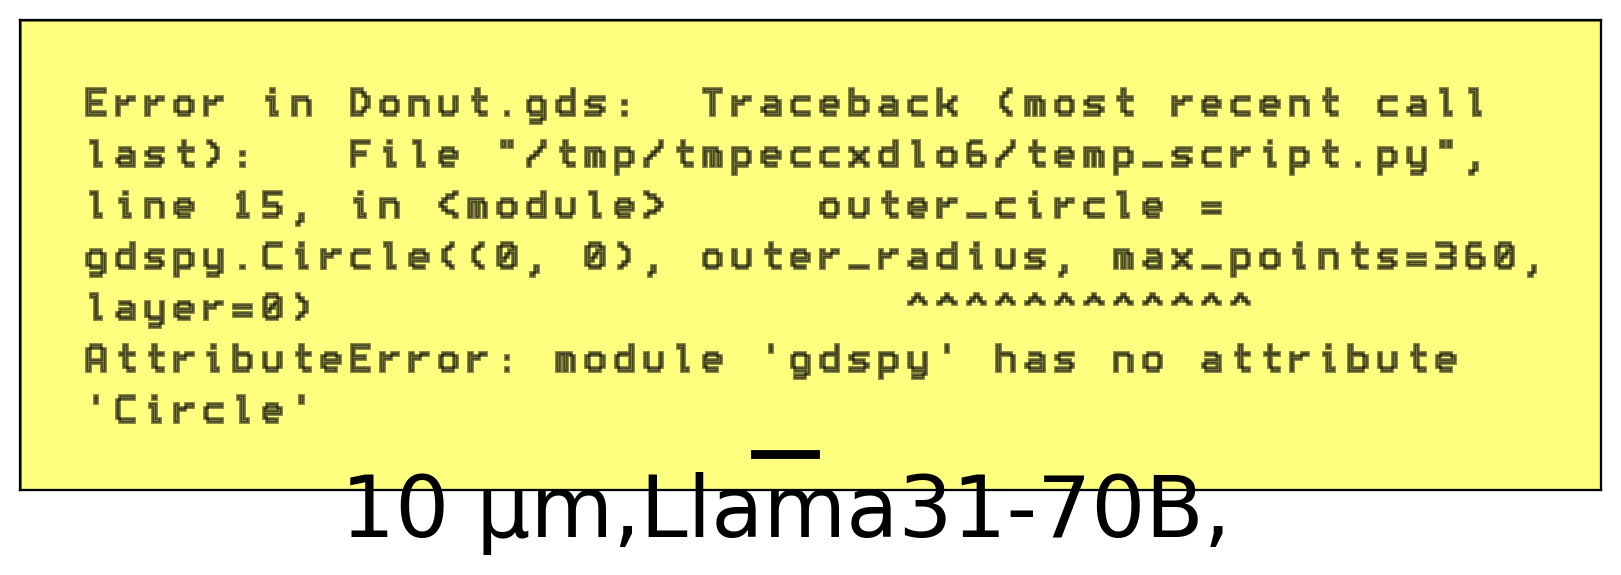 Error in Donut.gds:  Traceback (most recent call
last):   File "/tmp/tmpeccxdlo6/temp_script.py",
line 15, in <module>     outer_circle =
gdspy.Circle((0, 0), outer_radius, max_points=360,
layer=0)                    ^^^^^^^^^^^^
AttributeError: module 'gdspy' has no attribute
'Circle'
10 µm,Llama31-70B,